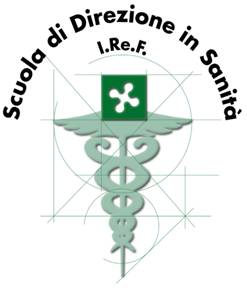 Scuola di Direzione in Sanità
I.Re.F.